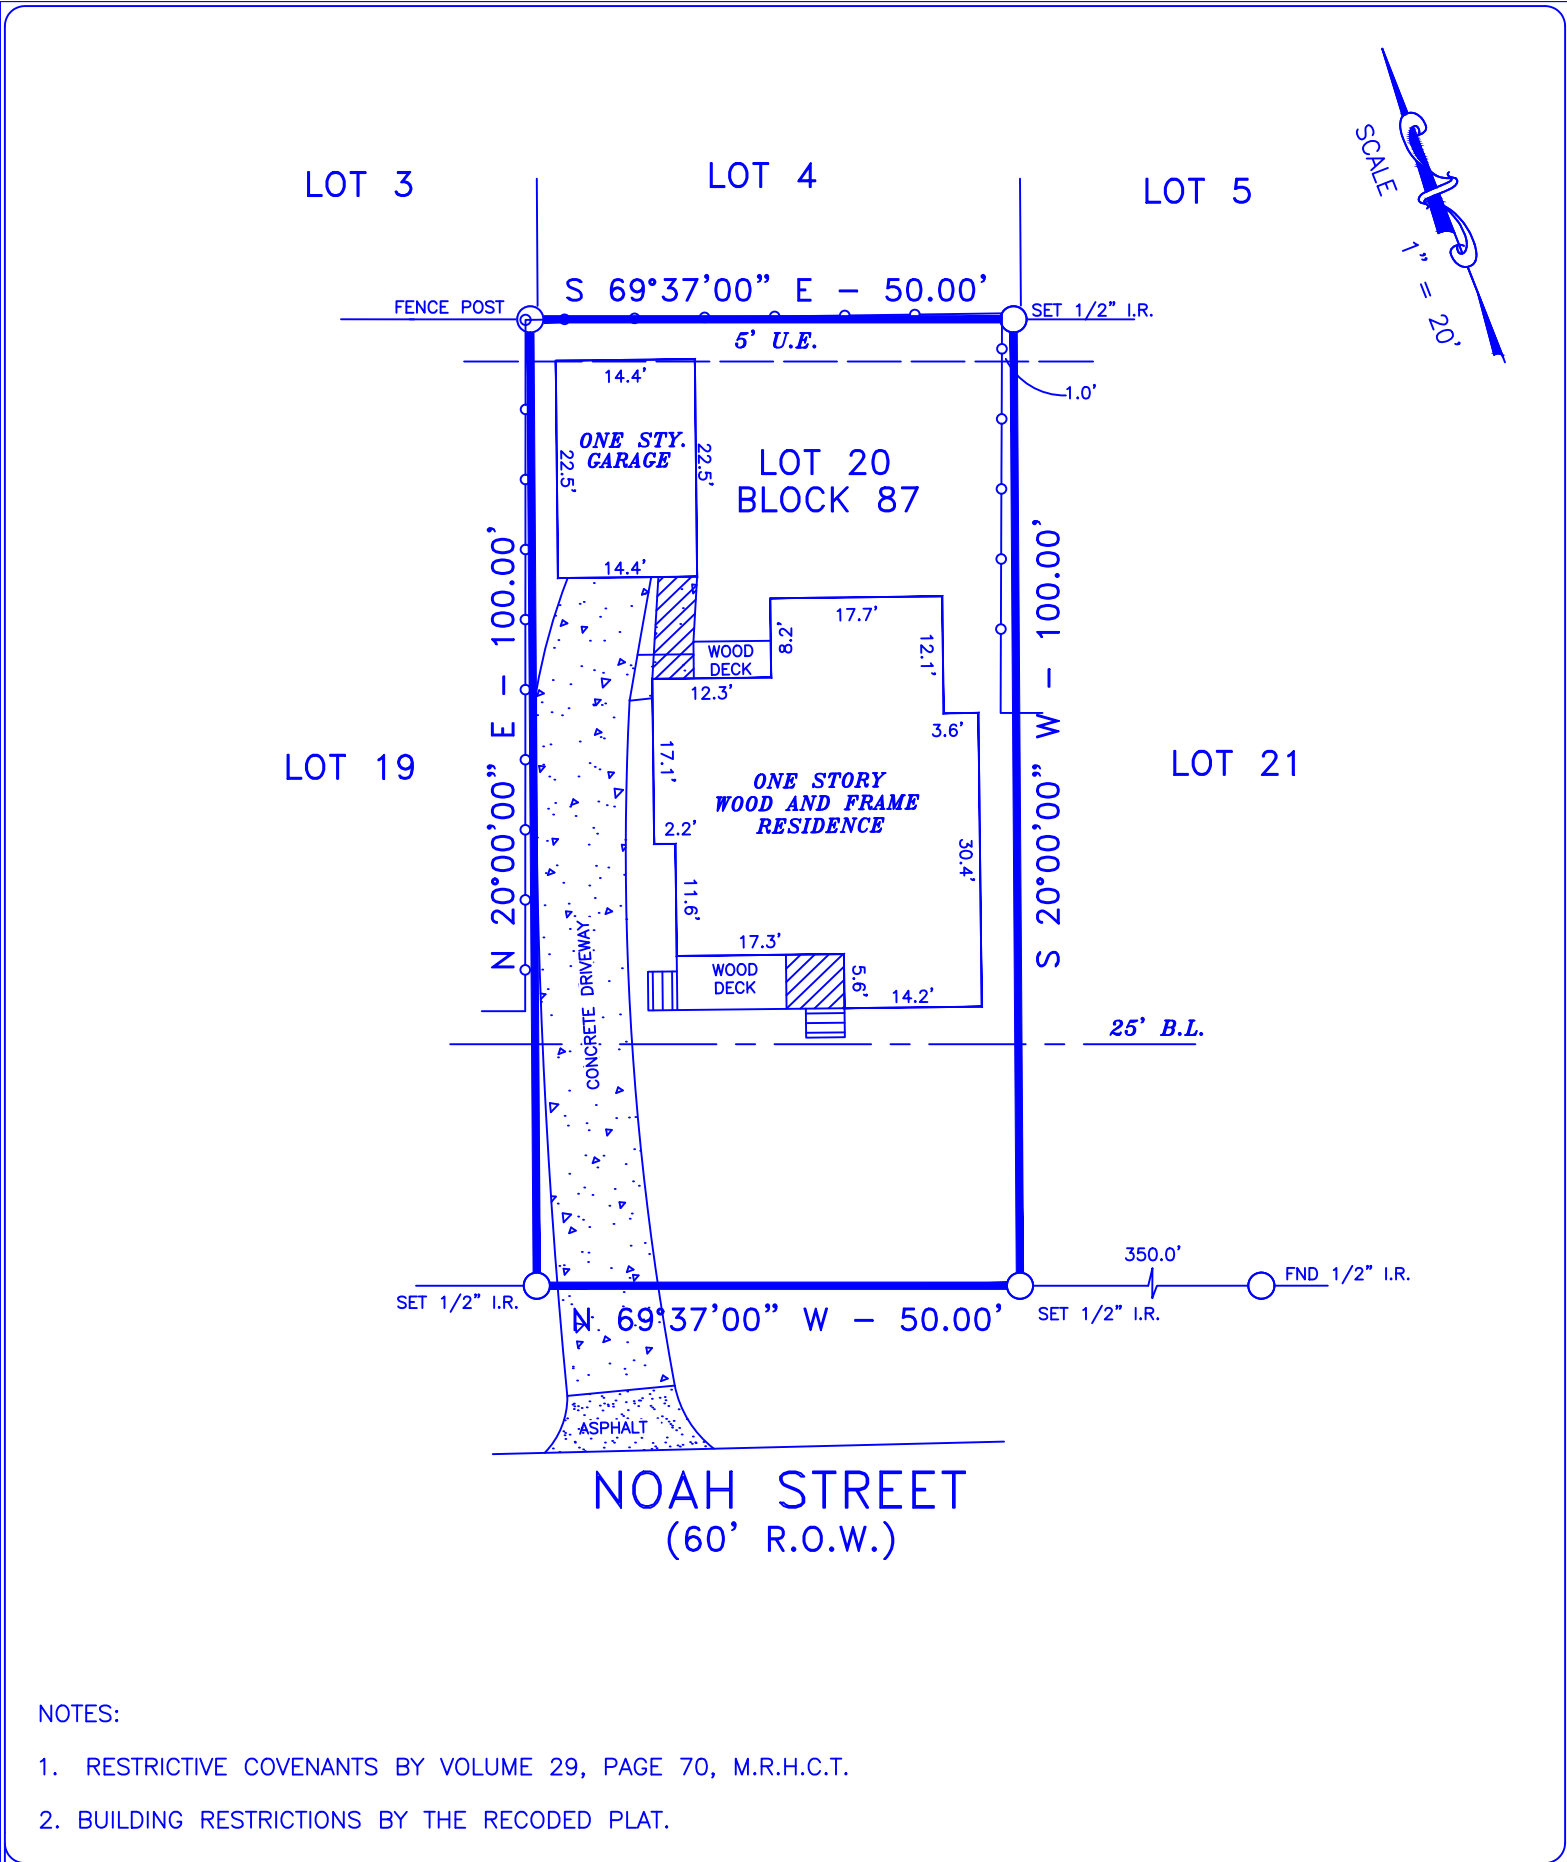 LOT 3
LOT 4
LOT 5
SCALE 1" = 20'
S 69°37'00" E - 50.00'
FENCE POST
SET 1/2" I.R.
5' U.E.
14.4'
1.0'
ONE STY.
GARAGE
22.5'
22.5'
LOT 20
BLOCK 87
14.4'
N 20°00'00" E - 100.00'
S 20°00'00" W - 100.00'
17.7'
8.2'
12.1'
WOOD
DECK
12.3'
3.6'
LOT 19
LOT 21
17.1'
ONE STORY
WOOD AND FRAME
RESIDENCE
2.2'
30.4'
11.6'
17.3'
WOOD
DECK
5.6'
14.2'
CONCRETE DRIVEWAY
25' B.L.
350.0'
FND 1/2" I.R.
SET 1/2" I.R.
SET 1/2" I.R.
N 69°37'00" W - 50.00'
ASPHALT
NOAH STREET
(60' R.O.W.)
NOTES:
1. RESTRICTIVE COVENANTS BY VOLUME 29, PAGE 70, M.R.H.C.T.
2. BUILDING RESTRICTIONS BY THE RECODED PLAT.